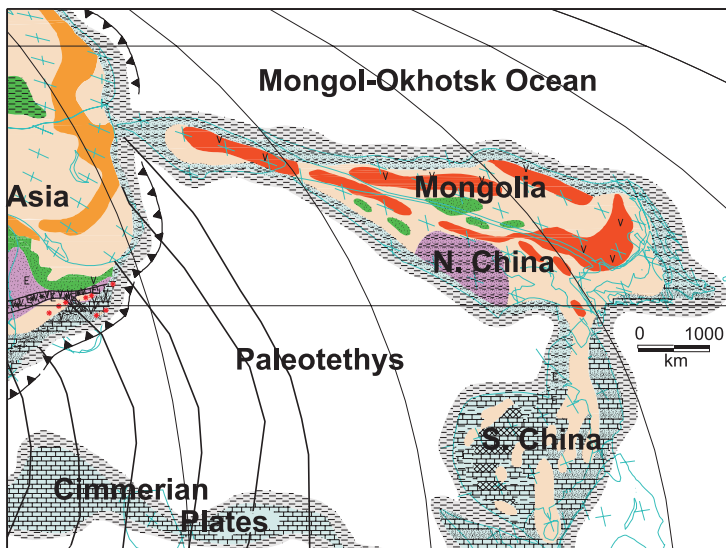 Mongol-Okhotsk Ocean
Asia
Mongolia
N. China
0 1000
km
Paleotethys
S. China
Cimmerian
Plates